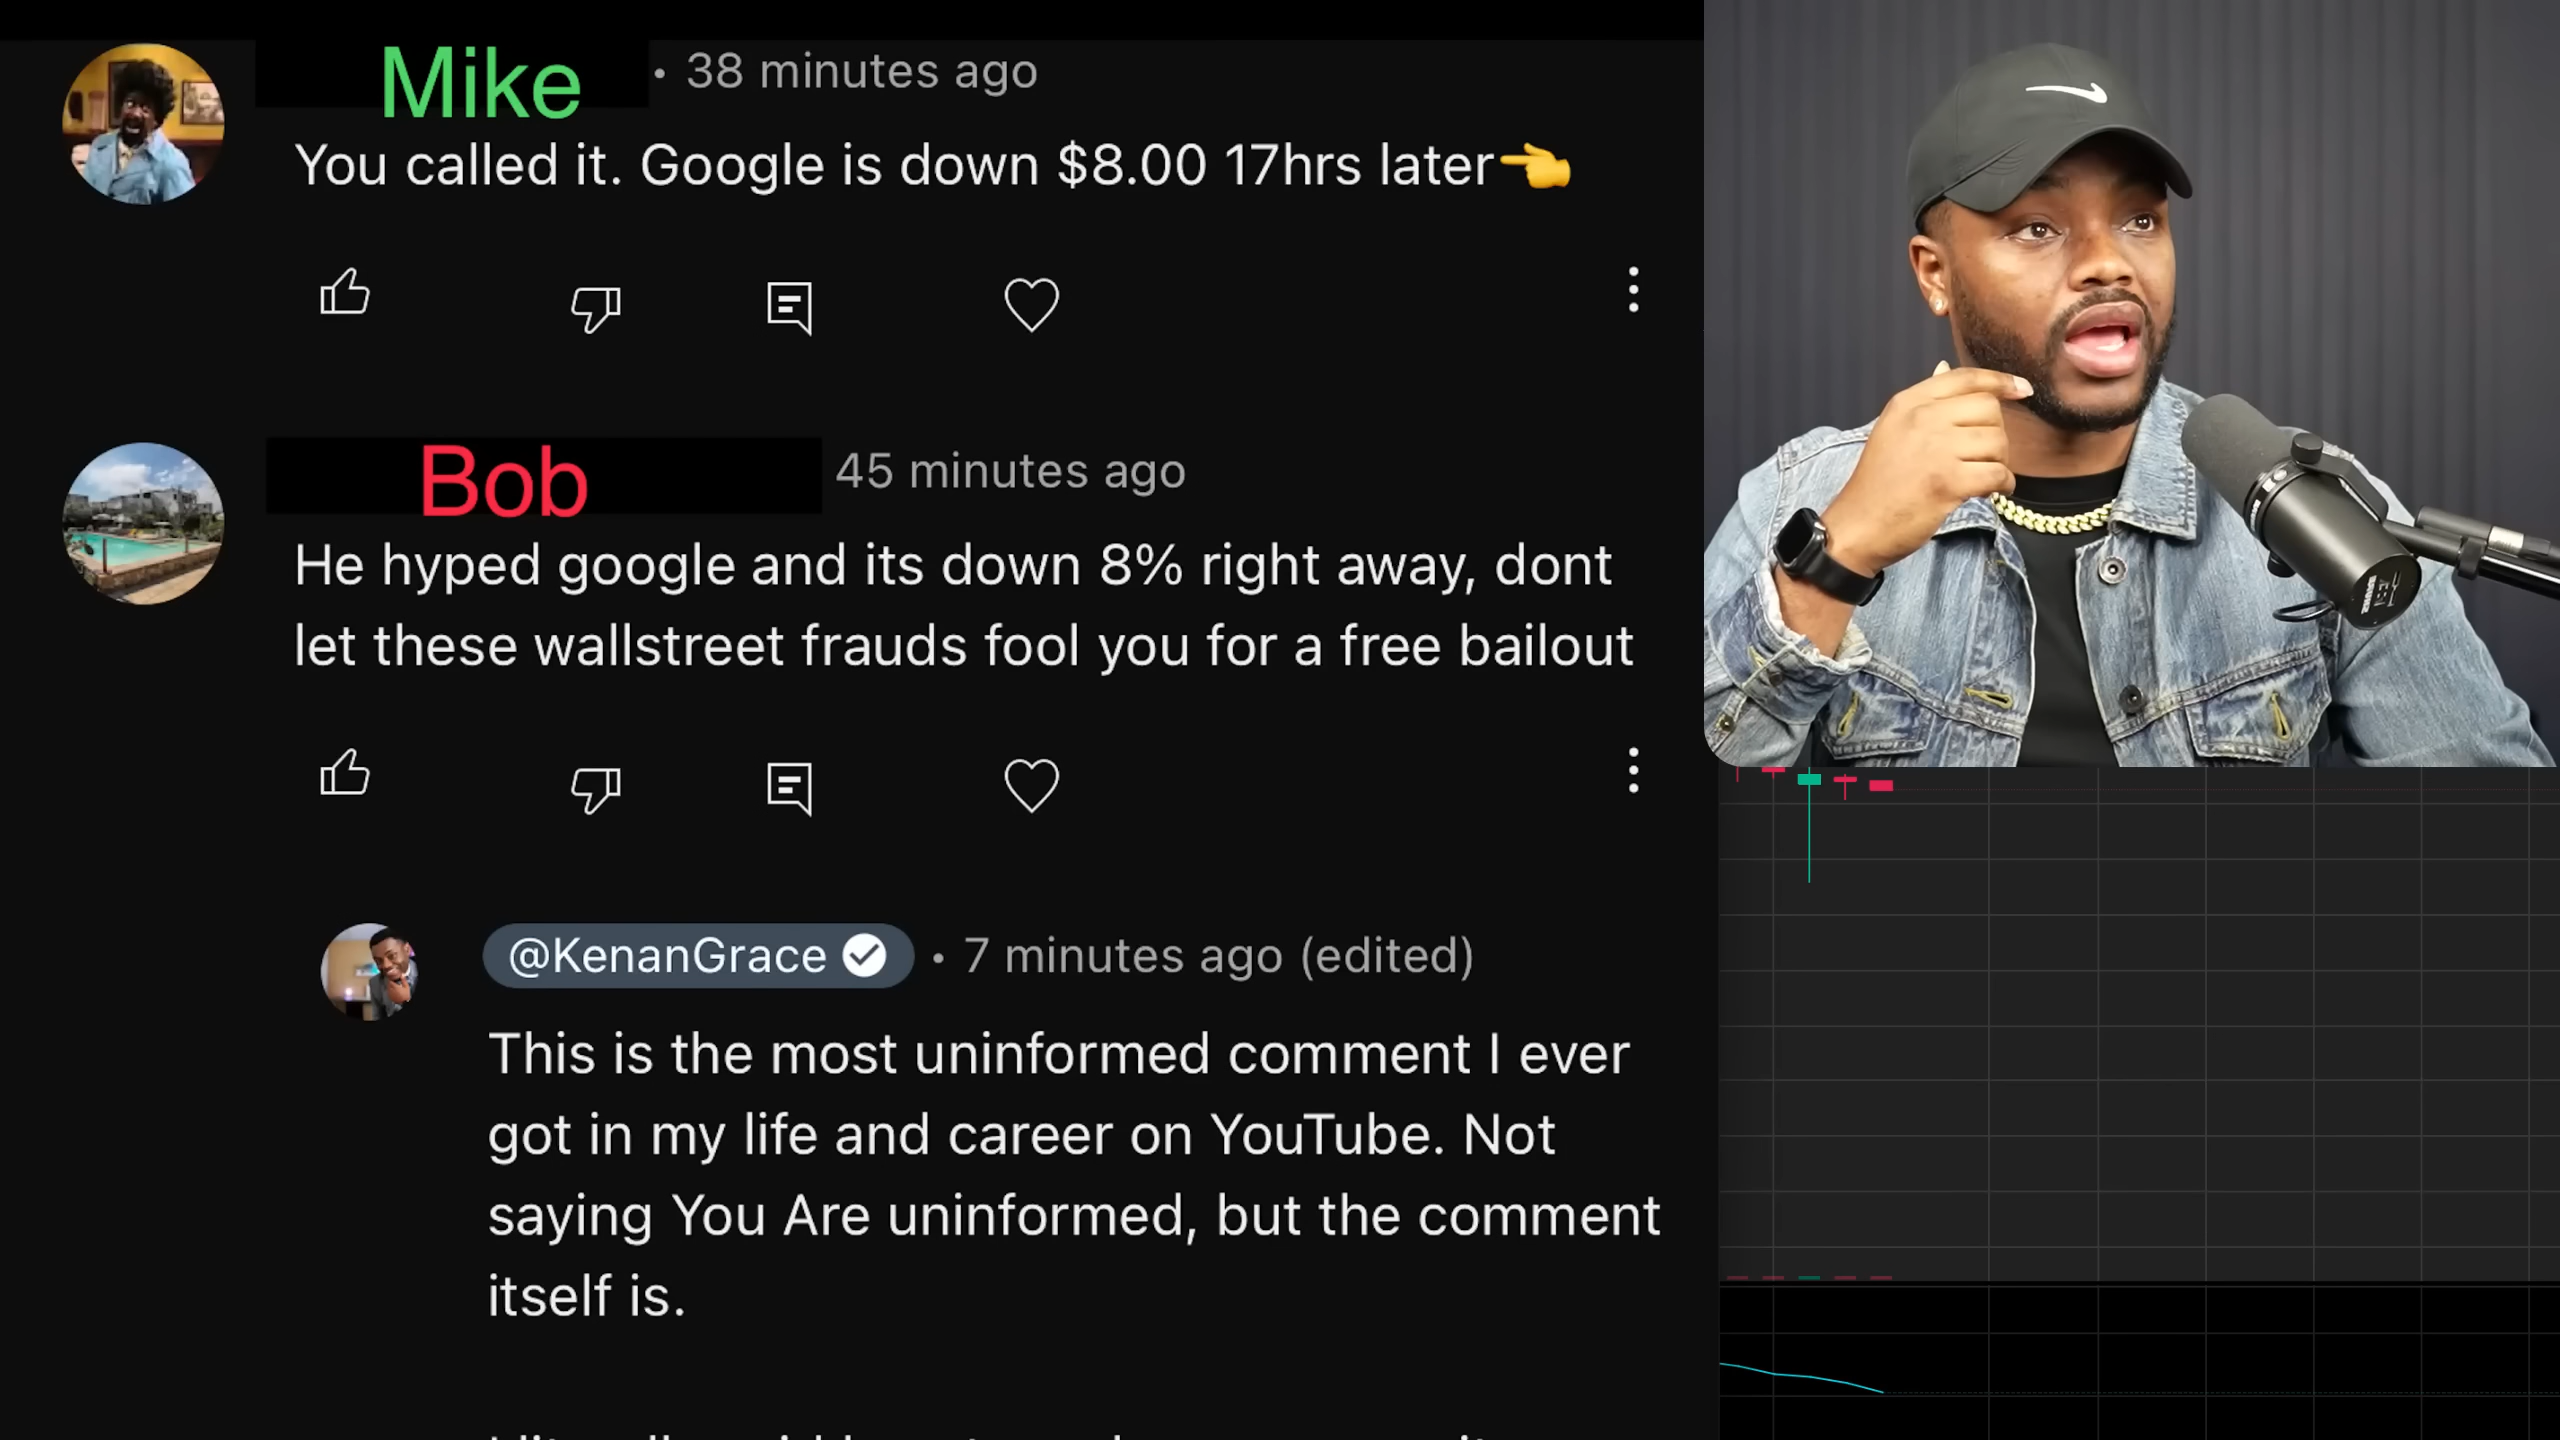 Mike • 38 minutes ago
You called it. Google is down $8.00 17hrs later👈
Bob 45 minutes ago
He hyped google and its down 8% right away, dont
let these wallstreet frauds fool you for a free bailout
@KenanGrace • 7 minutes ago (edited)
This is the most uninformed comment I ever
got in my life and career on YouTube. Not
saying You Are uninformed, but the comment
itself is.